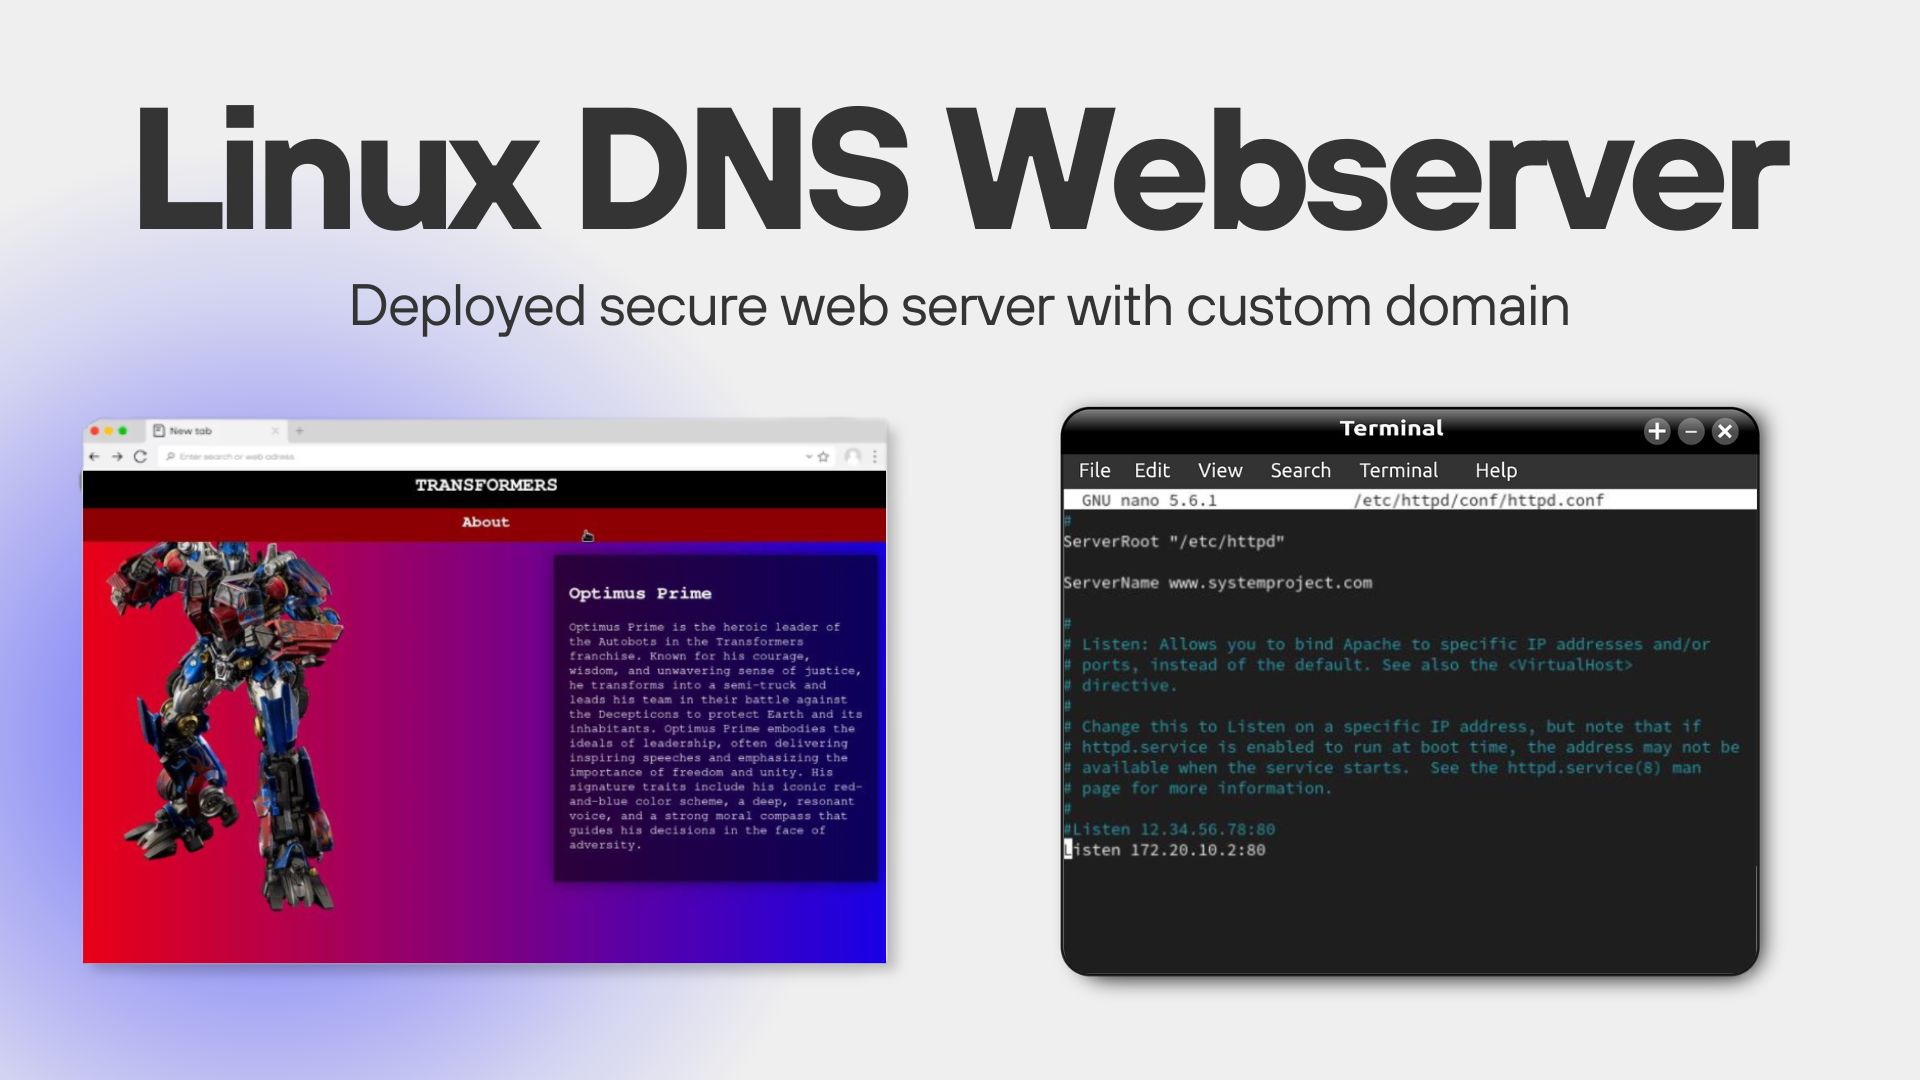 Linux DNS Webserver
Deployed secure web server with custom domain
New tab
Enter search or web adress
TRANSFORMERS
About
Optimus Prime
Optimus Prime is the heroic leader of
the Autobots in the Transformers
franchise. Known for his courage,
wisdom, and unwavering sense of justice,
he transforms into a semi-truck and
leads his team in their battle against
the Decepticons to protect Earth and its
inhabitants. Optimus Prime embodies the
ideals of leadership, often delivering
inspiring speeches and emphasizing the
importance of freedom and unity. His
signature traits include his iconic red-
and-blue color scheme, a deep, resonant
voice, and a strong moral compass that
guides his decisions in the face of
adversity.
Terminal
File Edit View Search Terminal Help
GNU nano 5.6.1 /etc/httpd/conf/httpd.conf
#
ServerRoot "/etc/httpd"
ServerName www.systemproject.com
#
# Listen: Allows you to bind Apache to specific IP addresses and/or
# ports, instead of the default. See also the <VirtualHost>
# directive.
#
# Change this to Listen on a specific IP address, but note that if
# httpd.service is enabled to run at boot time, the address may not be
# available when the service starts. See the httpd.service(8) man
# page for more information.
#
#Listen 12.34.56.78:80
Listen 172.20.10.2:80